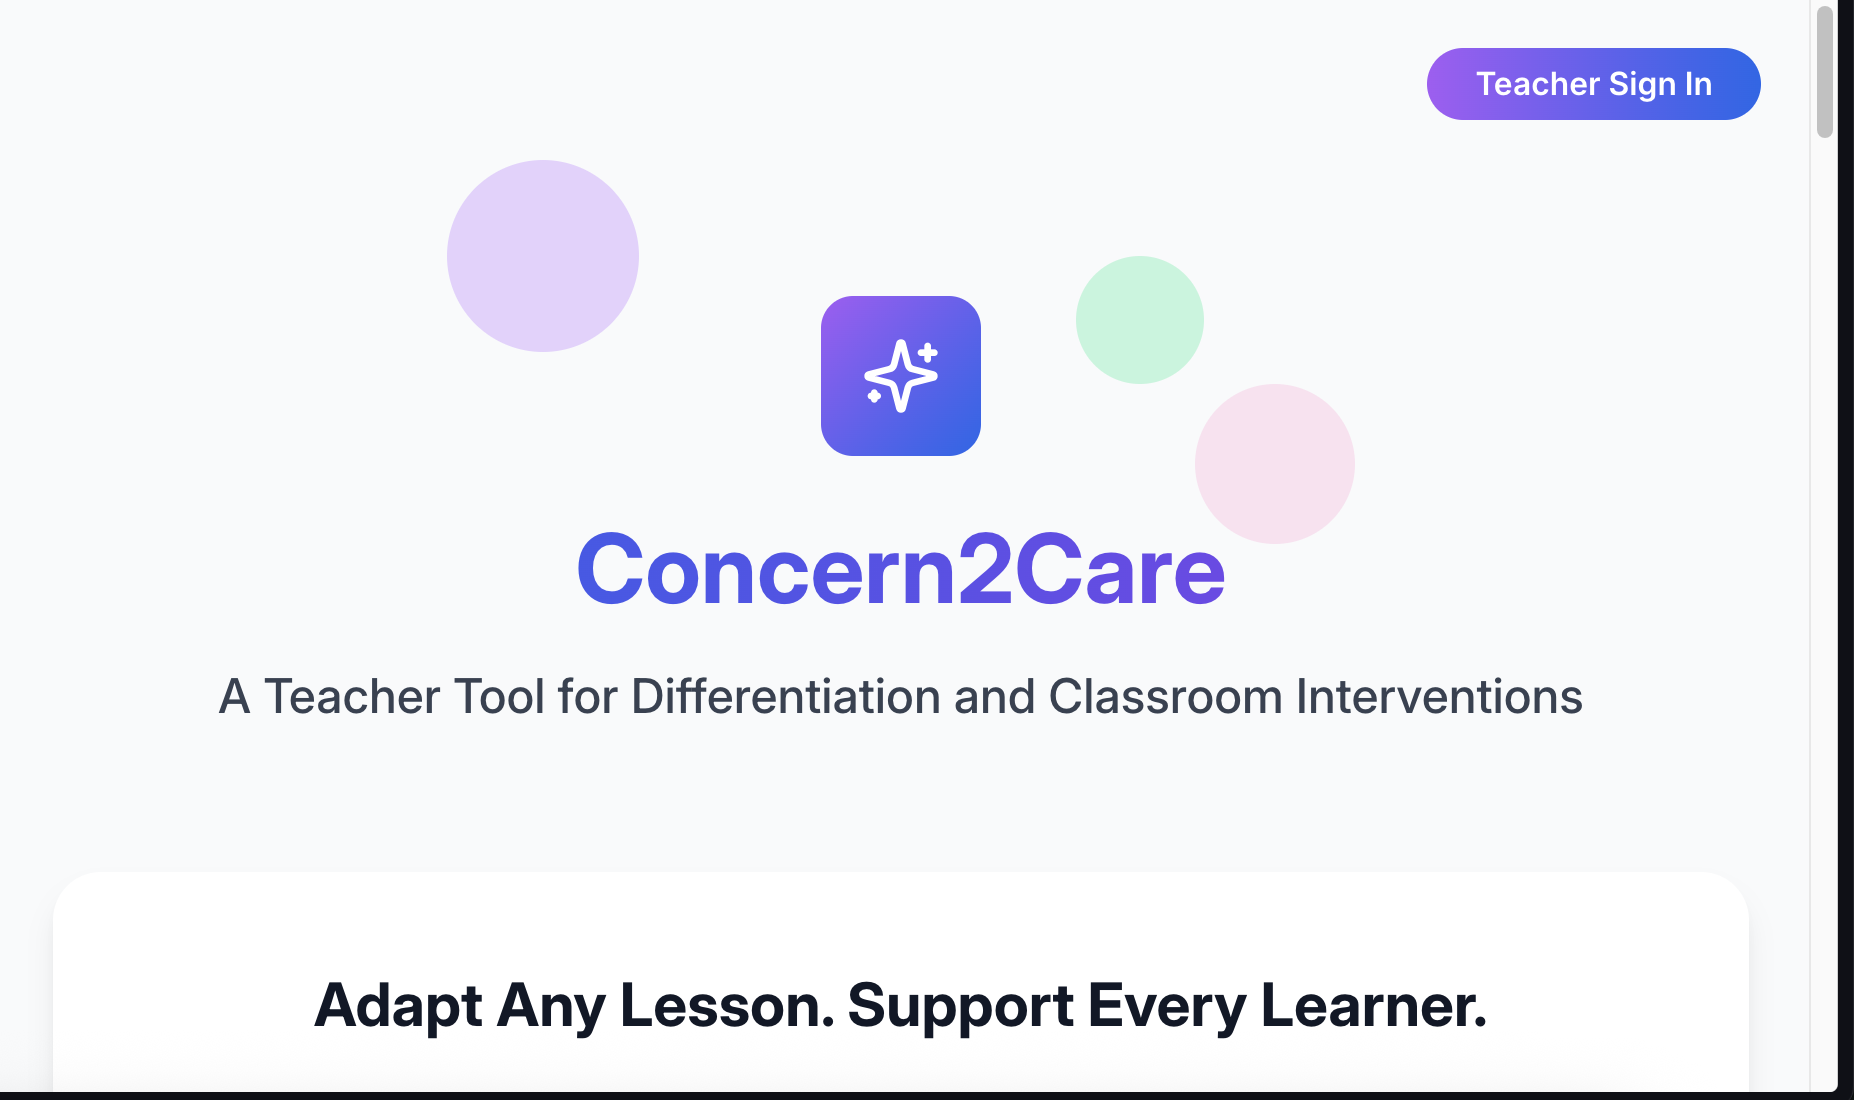 Teacher Sign In
Concern2Care
A Teacher Tool for Differentiation and Classroom Interventions
Adapt Any Lesson. Support Every Learner.